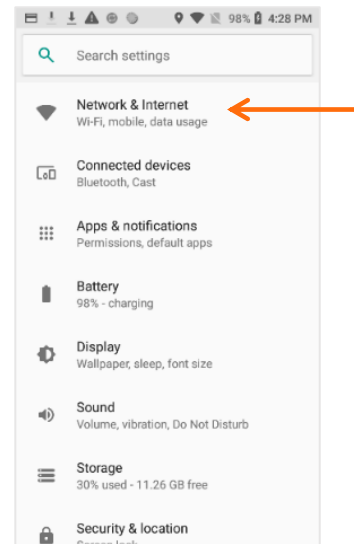 98% 4:28 PM
Search settings
Network & Internet
Wi-Fi, mobile, data usage
Connected devices
Bluetooth, Cast
Apps & notifications
Permissions, default apps
Battery
98% - charging
Display
Wallpaper, sleep, font size
Sound
Volume, vibration, Do Not Disturb
Storage
30% used - 11.26 GB free
Security & location
Screen lock